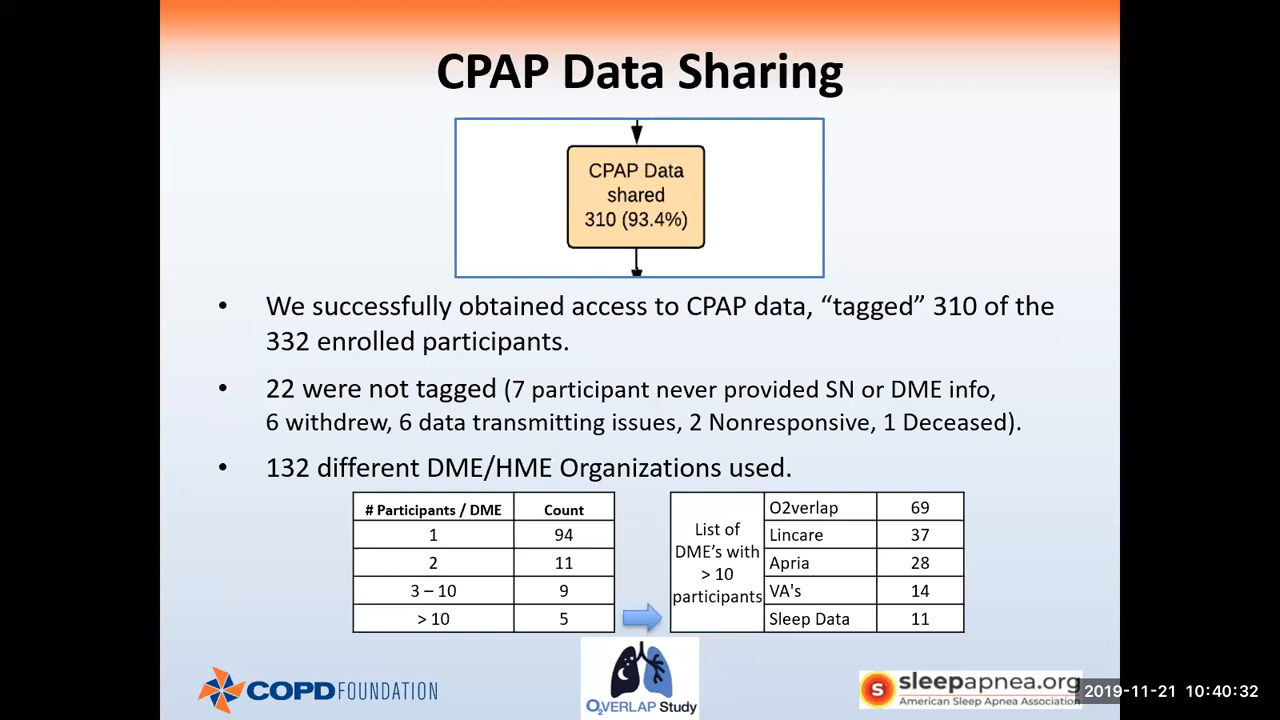 CPAP Data Sharing
CPAP Data
shared
310 (93.4%)
• We successfully obtained access to CPAP data, “tagged” 310 of the
332 enrolled participants.
• 22 were not tagged (7 participant never provided SN or DME info,
6 withdrew, 6 data transmitting issues, 2 Nonresponsive, 1 Deceased).
• 132 different DME/HME Organizations used.
# Participants / DME Count
1 94
2 11
3 – 10 9
> 10 5
List of
DME’s with
> 10
participants
O2verlap 69
Lincare 37
Apria 28
VA's 14
Sleep Data 11
COPD FOUNDATION
O2VERLAP Study
S sleepapnea.org
American Sleep Apnea Association
2019-11-21 10:40:32